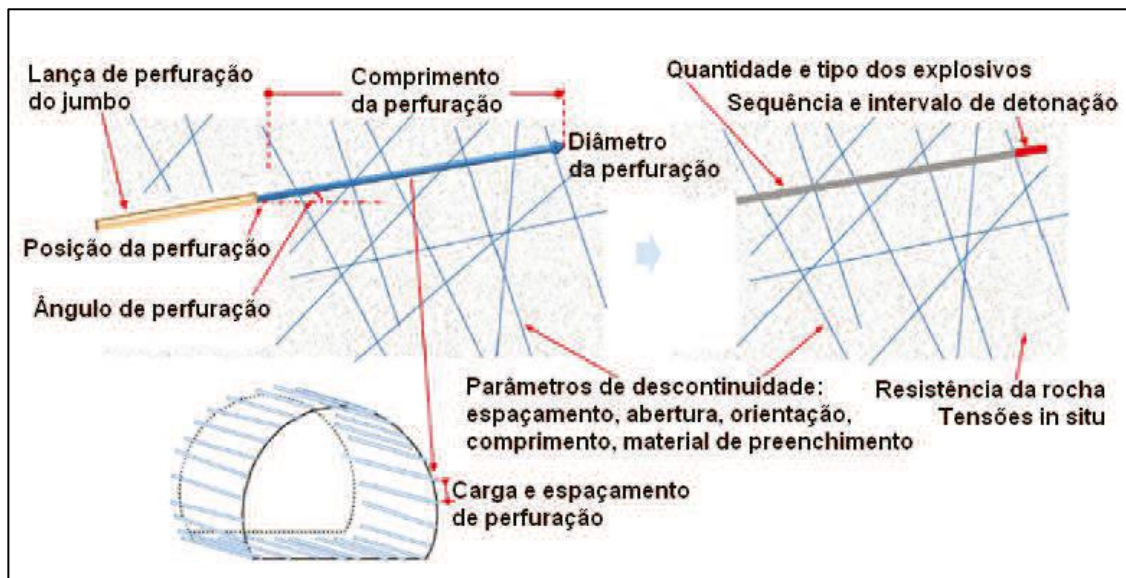 Lança de perfuração
do jumbo
Comprimento
da perfuração
Diâmetro
da perfuração
Posição da perfuração
Ângulo de perfuração
Quantidade e tipo dos explosivos
Sequência e intervalo de detonação
Parâmetros de descontinuidade:
espaçamento, abertura, orientação,
comprimento, material de preenchimento
Resistência da rocha
Tensões in situ
Carga e espaçamento
de perfuração